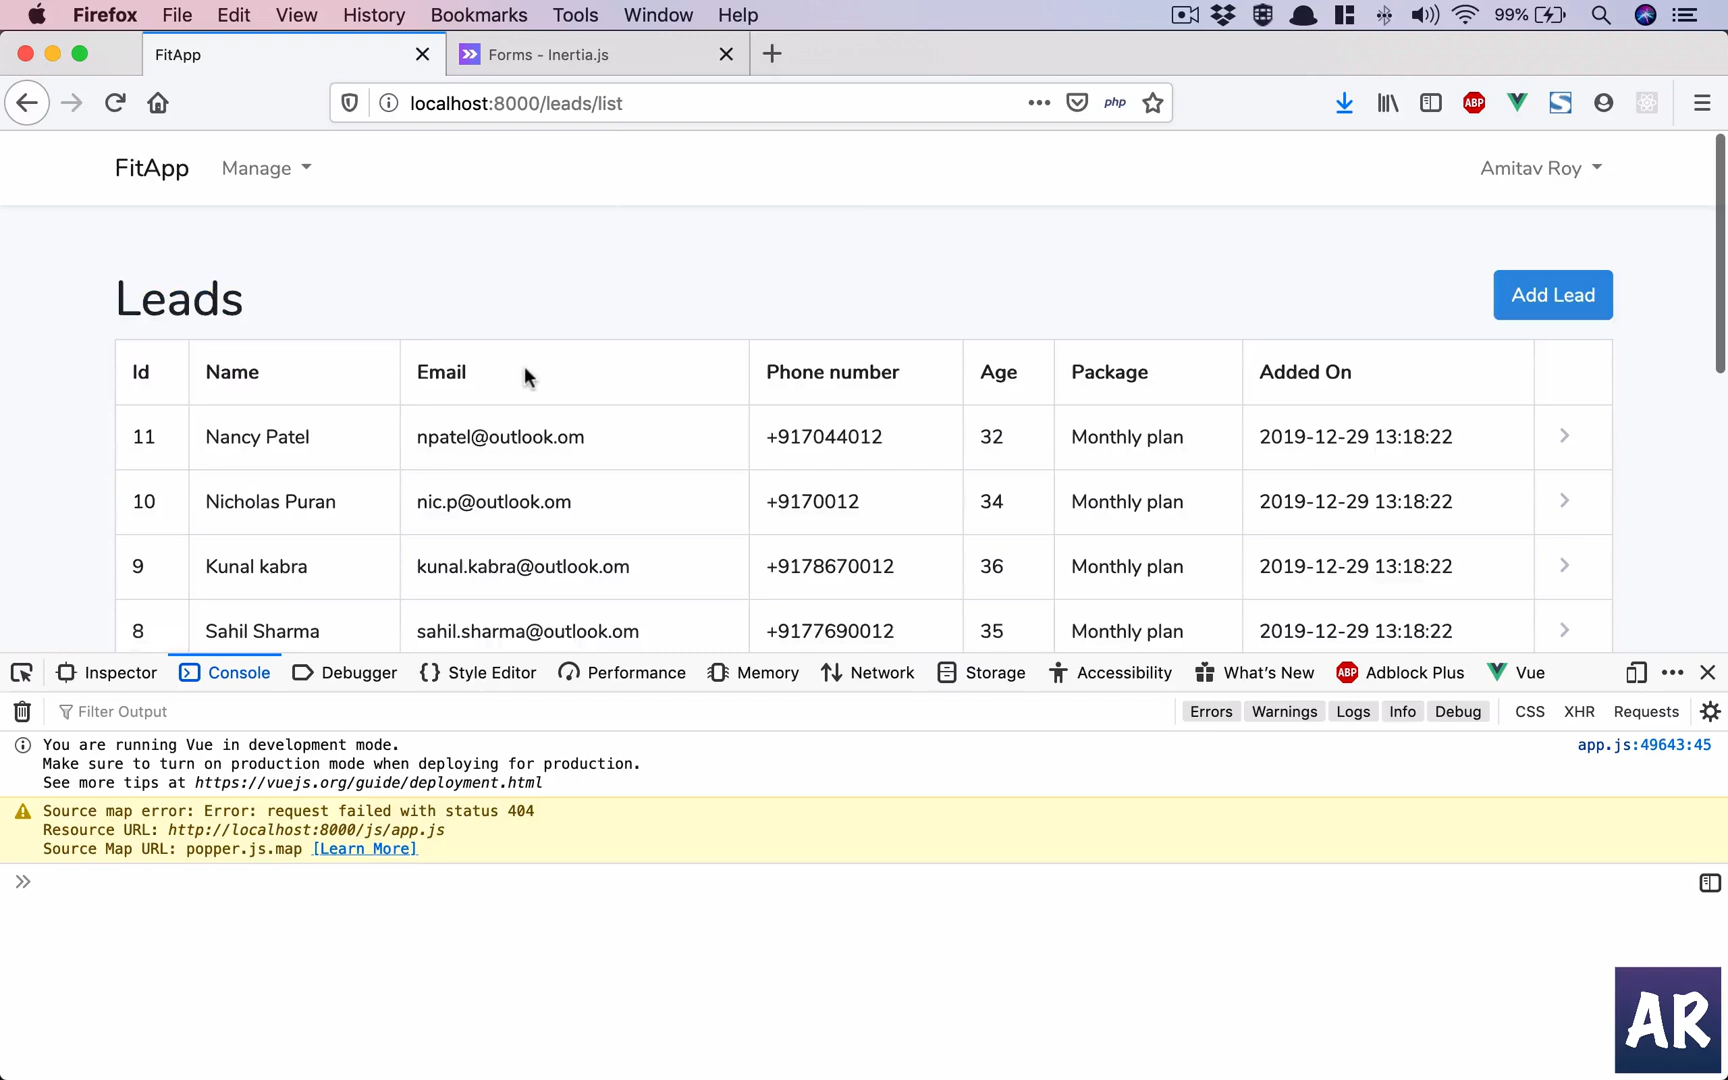 Firefox File Edit View History Bookmarks Tools Window Help 99%
FitApp Forms - Inertia.js
localhost:8000/leads/list php ABP
FitApp Manage Amitav Roy
Leads Add Lead
Id Name Email Phone number Age Package Added On
11 Nancy Patel npatel@outlook.om +917044012 32 Monthly plan 2019-12-29 13:18:22
10 Nicholas Puran nic.p@outlook.om +9170012 34 Monthly plan 2019-12-29 13:18:22
9 Kunal kabra kunal.kabra@outlook.om +9178670012 36 Monthly plan 2019-12-29 13:18:22
8 Sahil Sharma sahil.sharma@outlook.om +9177690012 35 Monthly plan 2019-12-29 13:18:22
Inspector Console Debugger {} Style Editor Performance Memory Network Storage Accessibility What's New ABP Adblock Plus Vue
Filter Output Errors Warnings Logs Info Debug CSS XHR Requests
You are running Vue in development mode. app.js:49643:45
Make sure to turn on production mode when deploying for production.
See more tips at https://vuejs.org/guide/deployment.html
Source map error: Error: request failed with status 404
Resource URL: http://localhost:8000/js/app.js
Source Map URL: popper.js.map [Learn More]
AR